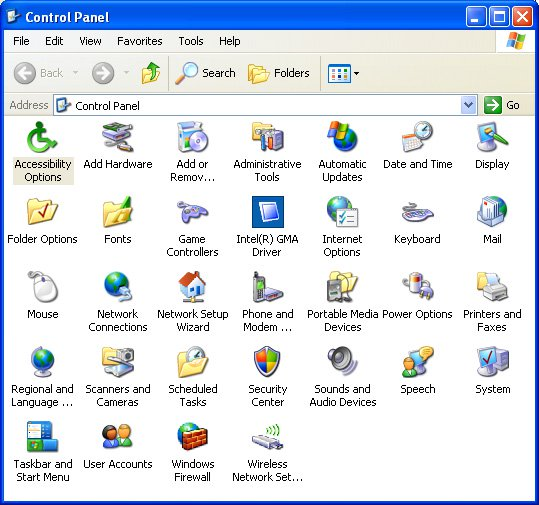 Control Panel
File Edit View Favorites Tools Help
Back Search Folders
Address Control Panel Go
Accessibility Options
Add Hardware
Add or Remov...
Administrative Tools
Automatic Updates
Date and Time
Display
Folder Options
Fonts
Game Controllers
Intel(R) GMA Driver
Internet Options
Keyboard
Mail
Mouse
Network Connections
Network Setup Wizard
Phone and Modem ...
Portable Media Devices
Power Options
Printers and Faxes
Regional and Language ...
Scanners and Cameras
Scheduled Tasks
Security Center
Sounds and Audio Devices
Speech
System
Taskbar and Start Menu
User Accounts
Windows Firewall
Wireless Network Set...